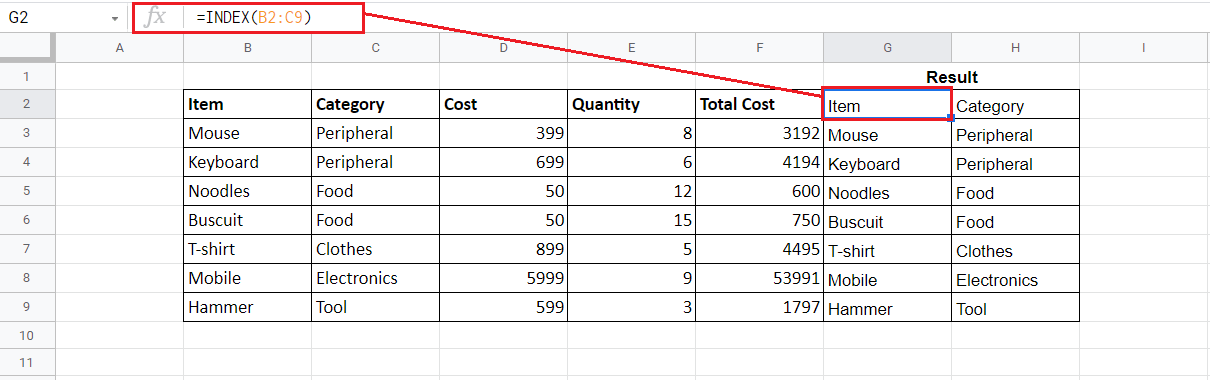 G2 fx =INDEX(B2:C9)
A B C D E F G H I
1 Result
2 Item Category Cost Quantity Total Cost Item Category
3 Mouse Peripheral 399 8 3192 Mouse Peripheral
4 Keyboard Peripheral 699 6 4194 Keyboard Peripheral
5 Noodles Food 50 12 600 Noodles Food
6 Buscuit Food 50 15 750 Buscuit Food
7 T-shirt Clothes 899 5 4495 T-shirt Clothes
8 Mobile Electronics 5999 9 53991 Mobile Electronics
9 Hammer Tool 599 3 1797 Hammer Tool
10
11